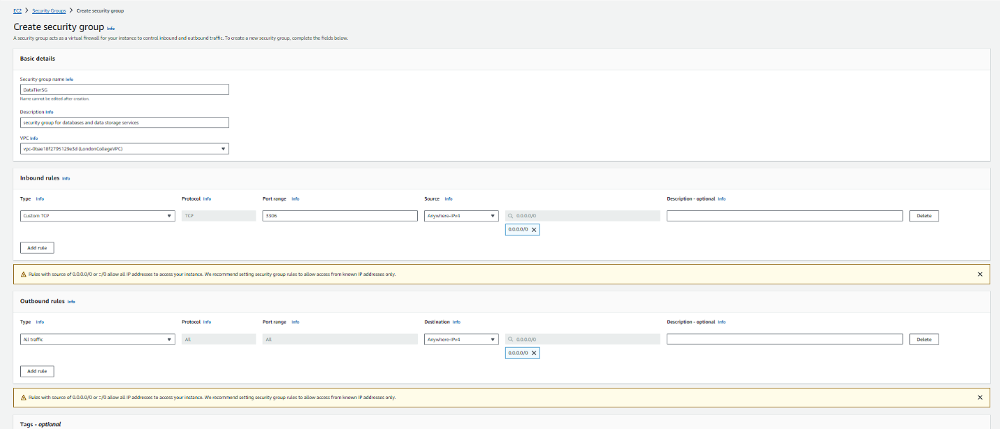 EC2 > Security Groups > Create security group
Create security group Info
A security group acts as a virtual firewall for your instance to control inbound and outbound traffic. To create a new security group, complete the fields below.
Basic details
Security group name Info
DataTierSG
Name cannot be edited after creation.
Description Info
security group for databases and data storage services
VPC Info
vpc-0bae18f2795129e3d (LondonCollegeVPC)
Inbound rules Info
Type Info Protocol Info Port range Info Source Info Description - optional Info
Custom TCP TCP 3306 Anywhere-IPv4 0.0.0.0/0 Delete
0.0.0.0/0
Add rule
Rules with source of 0.0.0.0/0 or ::/0 allow all IP addresses to access your instance. We recommend setting security group rules to allow access from known IP addresses only.
Outbound rules Info
Type Info Protocol Info Port range Info Destination Info Description - optional Info
All traffic All All Anywhere-IPv4 0.0.0.0/0 Delete
0.0.0.0/0
Add rule
Rules with source of 0.0.0.0/0 or ::/0 allow all IP addresses to access your instance. We recommend setting security group rules to allow access from known IP addresses only.
Tags - optional